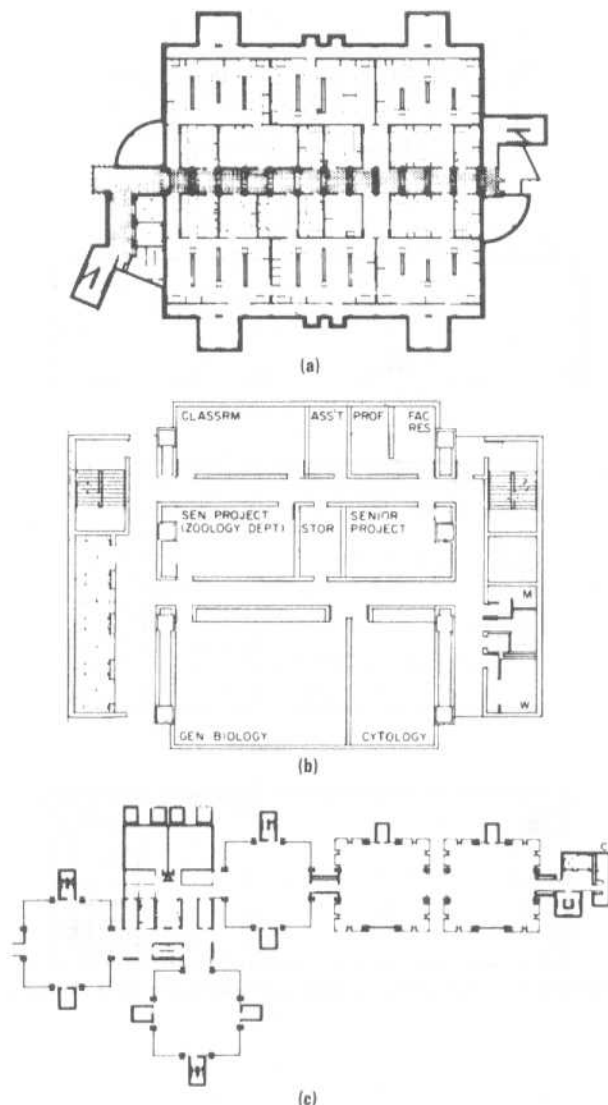 (a)
CLASSRM ASS'T PROF FAC
RES
SEN PROJECT SENIOR
(ZOOLOGY DEPT) STOR PROJECT
M
W
GEN BIOLOGY CYTOLOGY
(b)
(c)